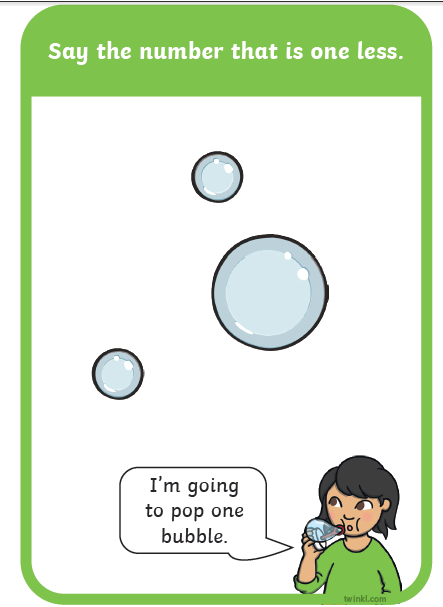 Say the number that is one less.
I'm going
to pop one
bubble.
twinkl.com